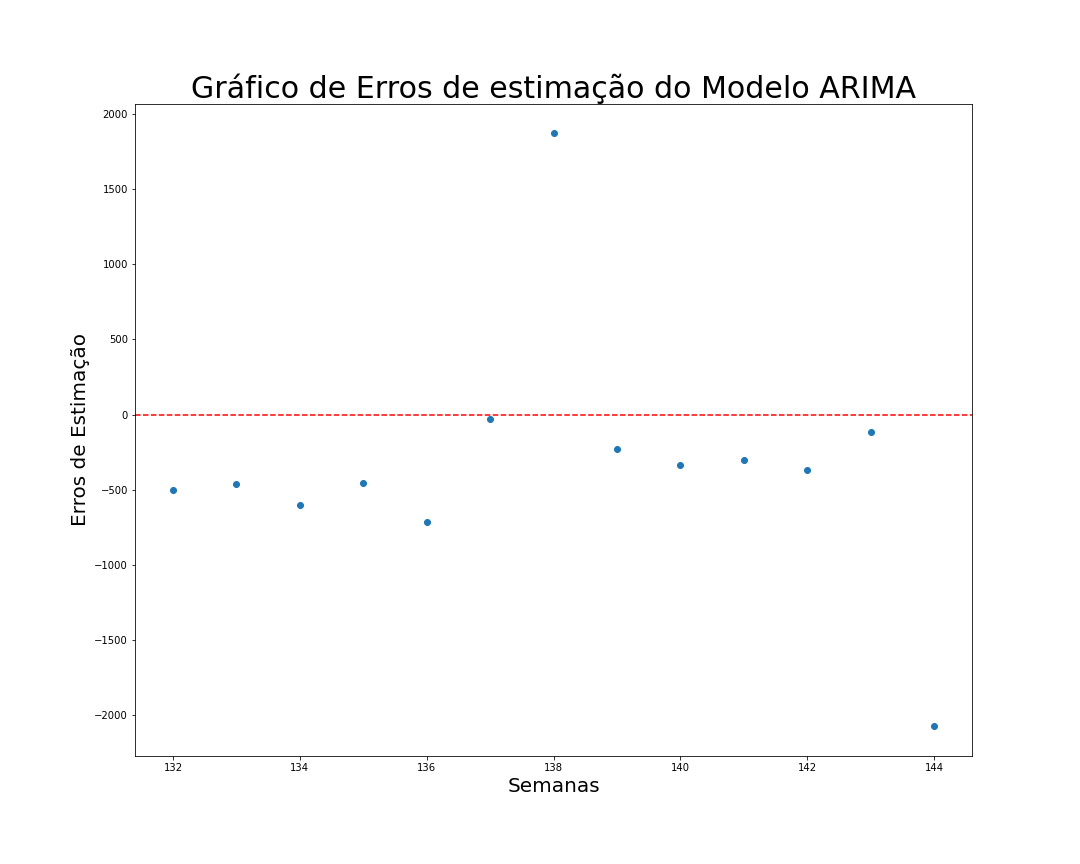 Gráfico de Erros de estimação do Modelo ARIMA
2000
1500
1000
500
0
−500
−1000
−1500
−2000
Erros de Estimação
132 134 136 138 140 142 144
Semanas